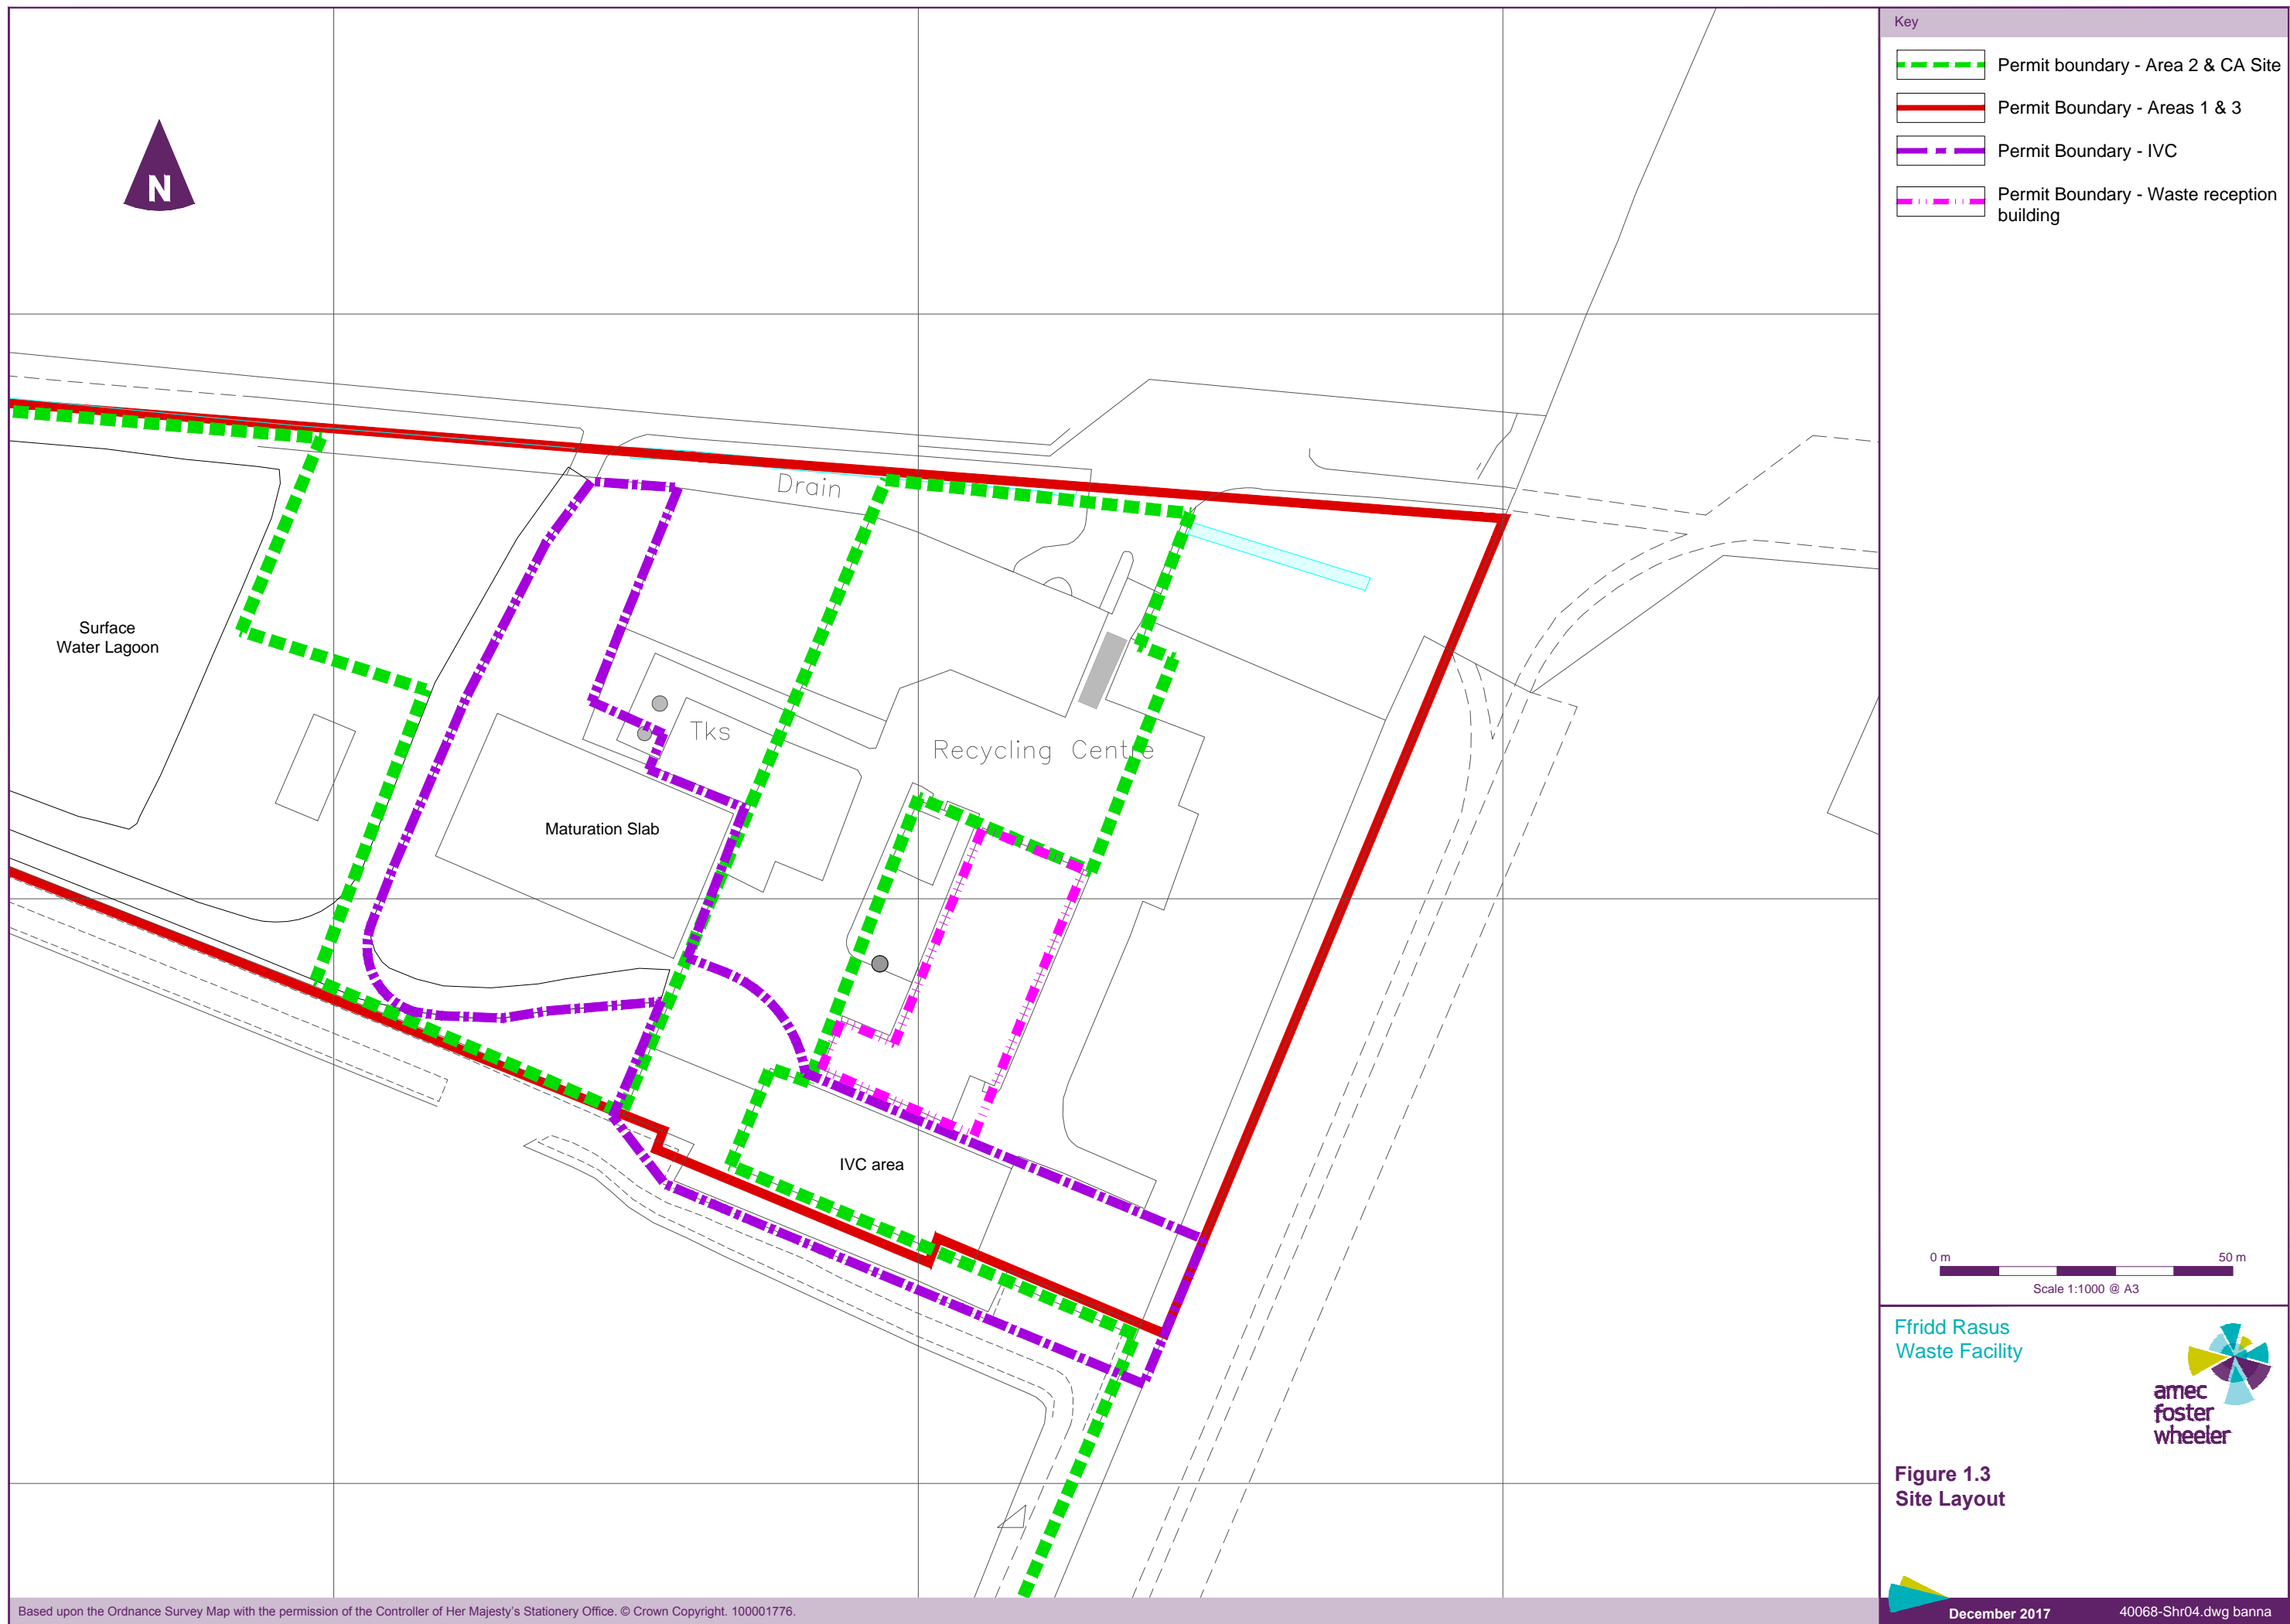 Key
Permit boundary - Area 2 & CA Site
Permit Boundary - Areas 1 & 3
Permit Boundary - IVC
Permit Boundary - Waste reception
building
N
Drain
Surface
Water Lagoon
Tks
Recycling Centre
Maturation Slab
IVC area
0 m
50 m
Scale 1:1000 @ A3
Ffridd Rasus
Waste Facility
amec
foster
wheeler
Figure 1.3
Site Layout
December 2017
40068-Shr04.dwg banna
Based upon the Ordnance Survey Map with the permission of the Controller of Her Majesty's Stationery Office. © Crown Copyright. 100001776.